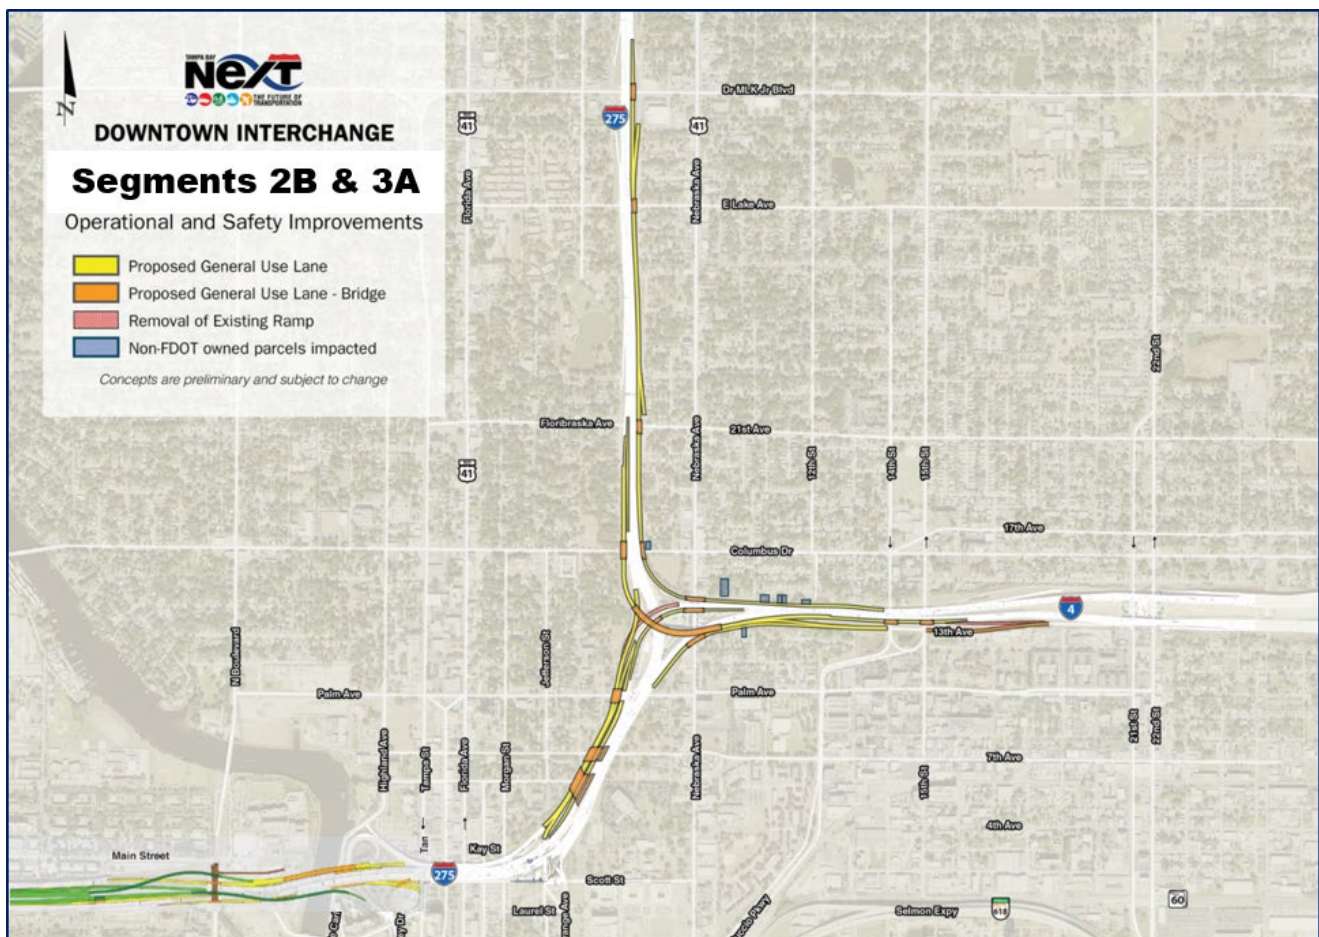 N
TAMPA BAY
NEXT
THE FUTURE OF
TRANSPORTATION
DOWNTOWN INTERCHANGE
Segments 2B & 3A
Operational and Safety Improvements
Proposed General Use Lane
Proposed General Use Lane - Bridge
Removal of Existing Ramp
Non-FDOT owned parcels impacted
Concepts are preliminary and subject to change
Dr MLK Jr Blvd
275
41
41
Florida Ave
Nebraska Ave
E Lake Ave
22nd St
Floribraska Ave
21st Ave
Nebraska Ave
41
12th St
14th St
15th St
17th Ave
Columbus Dr
4
13th Ave
N Boulevard
Jefferson St
Palm Ave
Palm Ave
21st St
22nd St
Highland Ave
Tampa St
Florida Ave
Morgan St
Nebraska Ave
7th Ave
15th St
4th Ave
Tan
Kay St
Main Street
275
Scott St
Laurel St
Selmon Expy
618
60